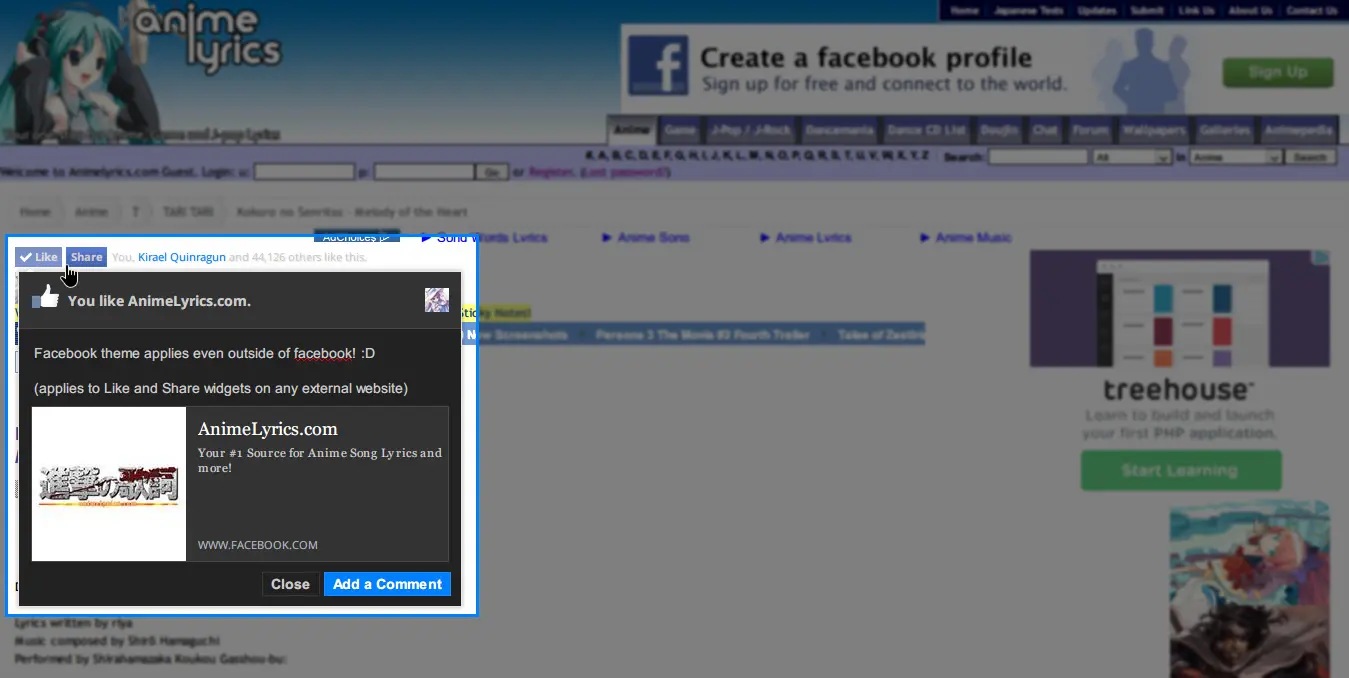 anime
lyrics
Home Japanese Tests Updates Submit Link Us About Us Contact Us
Create a facebook profile
Sign up for free and connect to the world.
Sign Up
Anime Game J-Pop / J-Rock Dancemania Dance CD List Doujin Chat Forum Wallpapers Galleries Animepedia
Welcome to Animelyrics.com Guest. Login: u: p: Go or Register. (Lost password?)
A, B, C, D, E, F, G, H, I, J, K, L, M, N, O, P, Q, R, S, T, U, V, W, X, Y, Z Search: All in Anime Search
Home Anime T TARI TARI Kokoro no Senritsu - Melody of the Heart
AdChoices ▶ Song Words Lyrics ▶ Anime Song ▶ Anime Lyrics ▶ Anime Music
Like Share You, Kirael Quinragun and 44,126 others like this.
You like AnimeLyrics.com.
Sticky Notes!
New Screenshots Persona 3 The Movie #2 Fourth Trailer
Facebook theme applies even outside of facebook! :D
(applies to Like and Share widgets on any external website)
進撃の歌詞
AnimeLyrics.com
Your #1 Source for Anime Song Lyrics and
more!
WWW.FACEBOOK.COM
Close Add a Comment
Lyrics written by riya
Music composed by Shirō Hamaguchi
Performed by Shirahamazaka Koukou Gasshou-bu:
treehouse™
Learn to build and launch
your first PHP application.
Start Learning